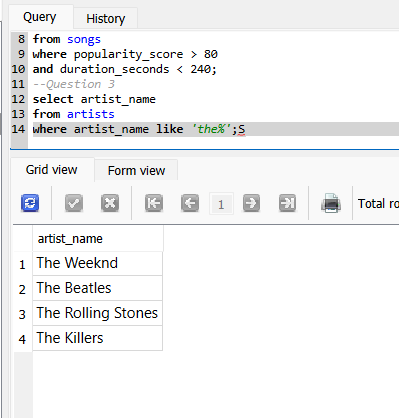 Query History
8 from songs
9 where popularity_score > 80
10 and duration_seconds < 240;
11 --Question 3
12 select artist_name
13 from artists
14 where artist_name like 'the%';S
Grid view Form view
1 Total ro
artist_name
1 The Weeknd
2 The Beatles
3 The Rolling Stones
4 The Killers